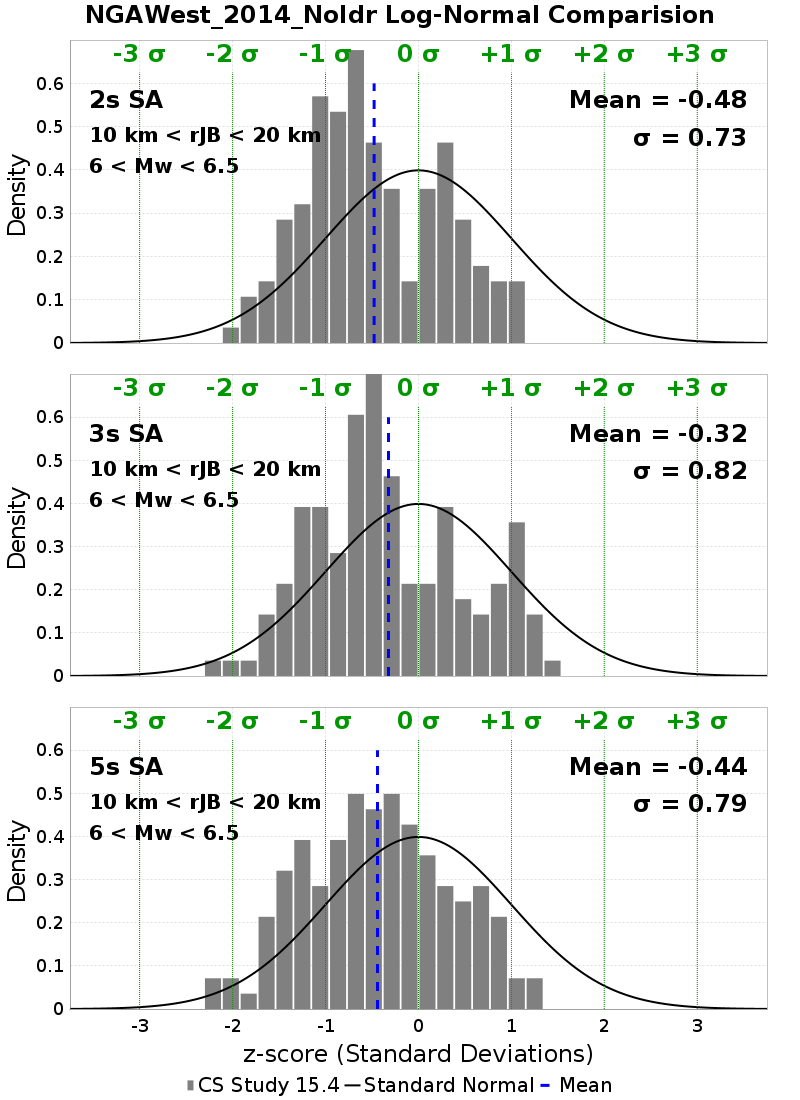 NGAWest_2014_NoIdr Log-Normal Comparision
-3 σ -2 σ -1 σ 0 σ +1 σ +2 σ +3 σ
2s SA
Mean = -0.48
10 km < rJB < 20 km
σ = 0.73
6 < Mw < 6.5
0.6
0.5
0.4
0.3
0.2
0.1
0
Density
-3 σ -2 σ -1 σ 0 σ +1 σ +2 σ +3 σ
3s SA
Mean = -0.32
10 km < rJB < 20 km
σ = 0.82
6 < Mw < 6.5
0.6
0.5
0.4
0.3
0.2
0.1
0
Density
-3 σ -2 σ -1 σ 0 σ +1 σ +2 σ +3 σ
5s SA
Mean = -0.44
10 km < rJB < 20 km
σ = 0.79
6 < Mw < 6.5
0.6
0.5
0.4
0.3
0.2
0.1
0
Density
-3 -2 -1 0 1 2 3
z-score (Standard Deviations)
CS Study 15.4 Standard Normal Mean